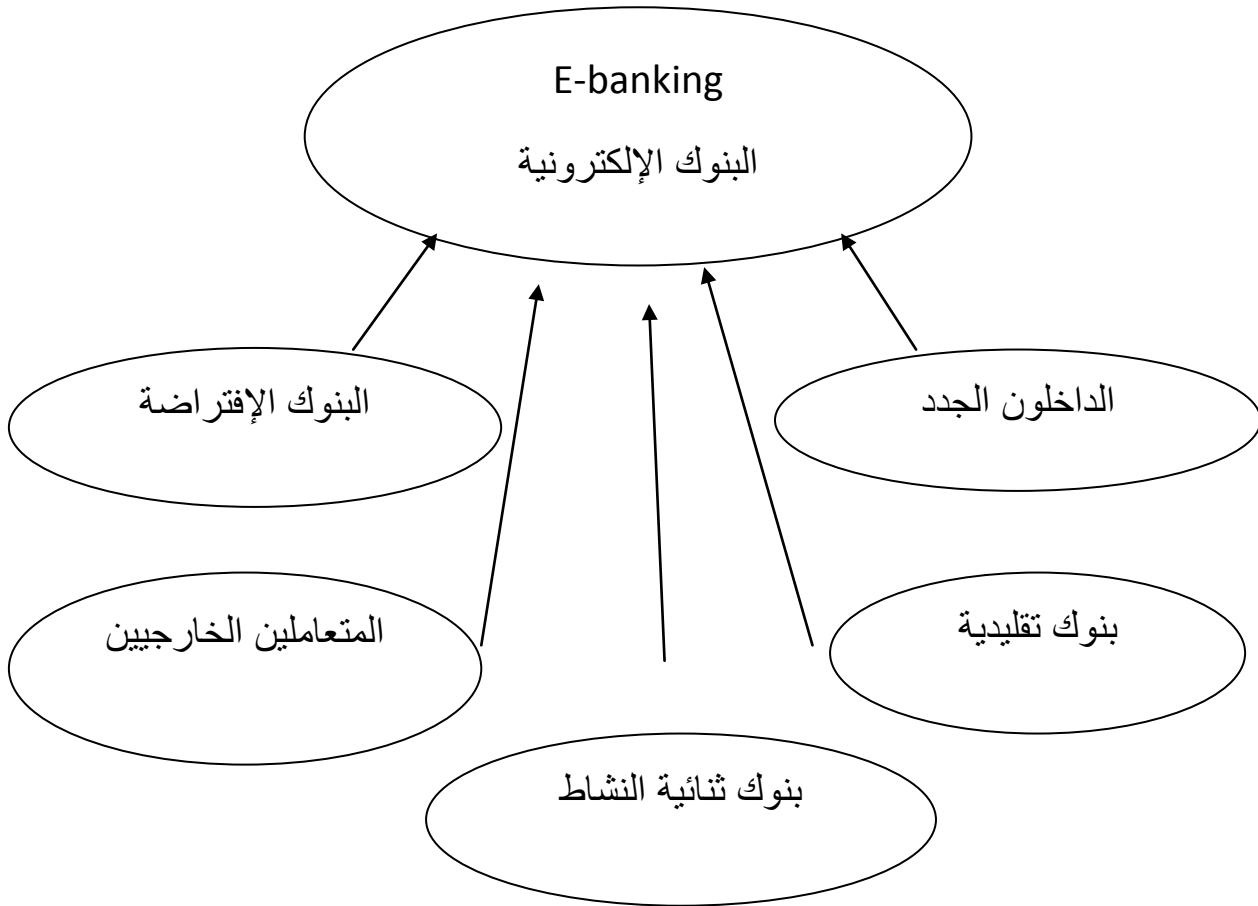 E-banking
البنوك الإلكترونية
الداخلون الجدد
البنوك الإفتراضة
بنوك تقليدية
المتعاملين الخارجيين
بنوك ثنائية النشاط